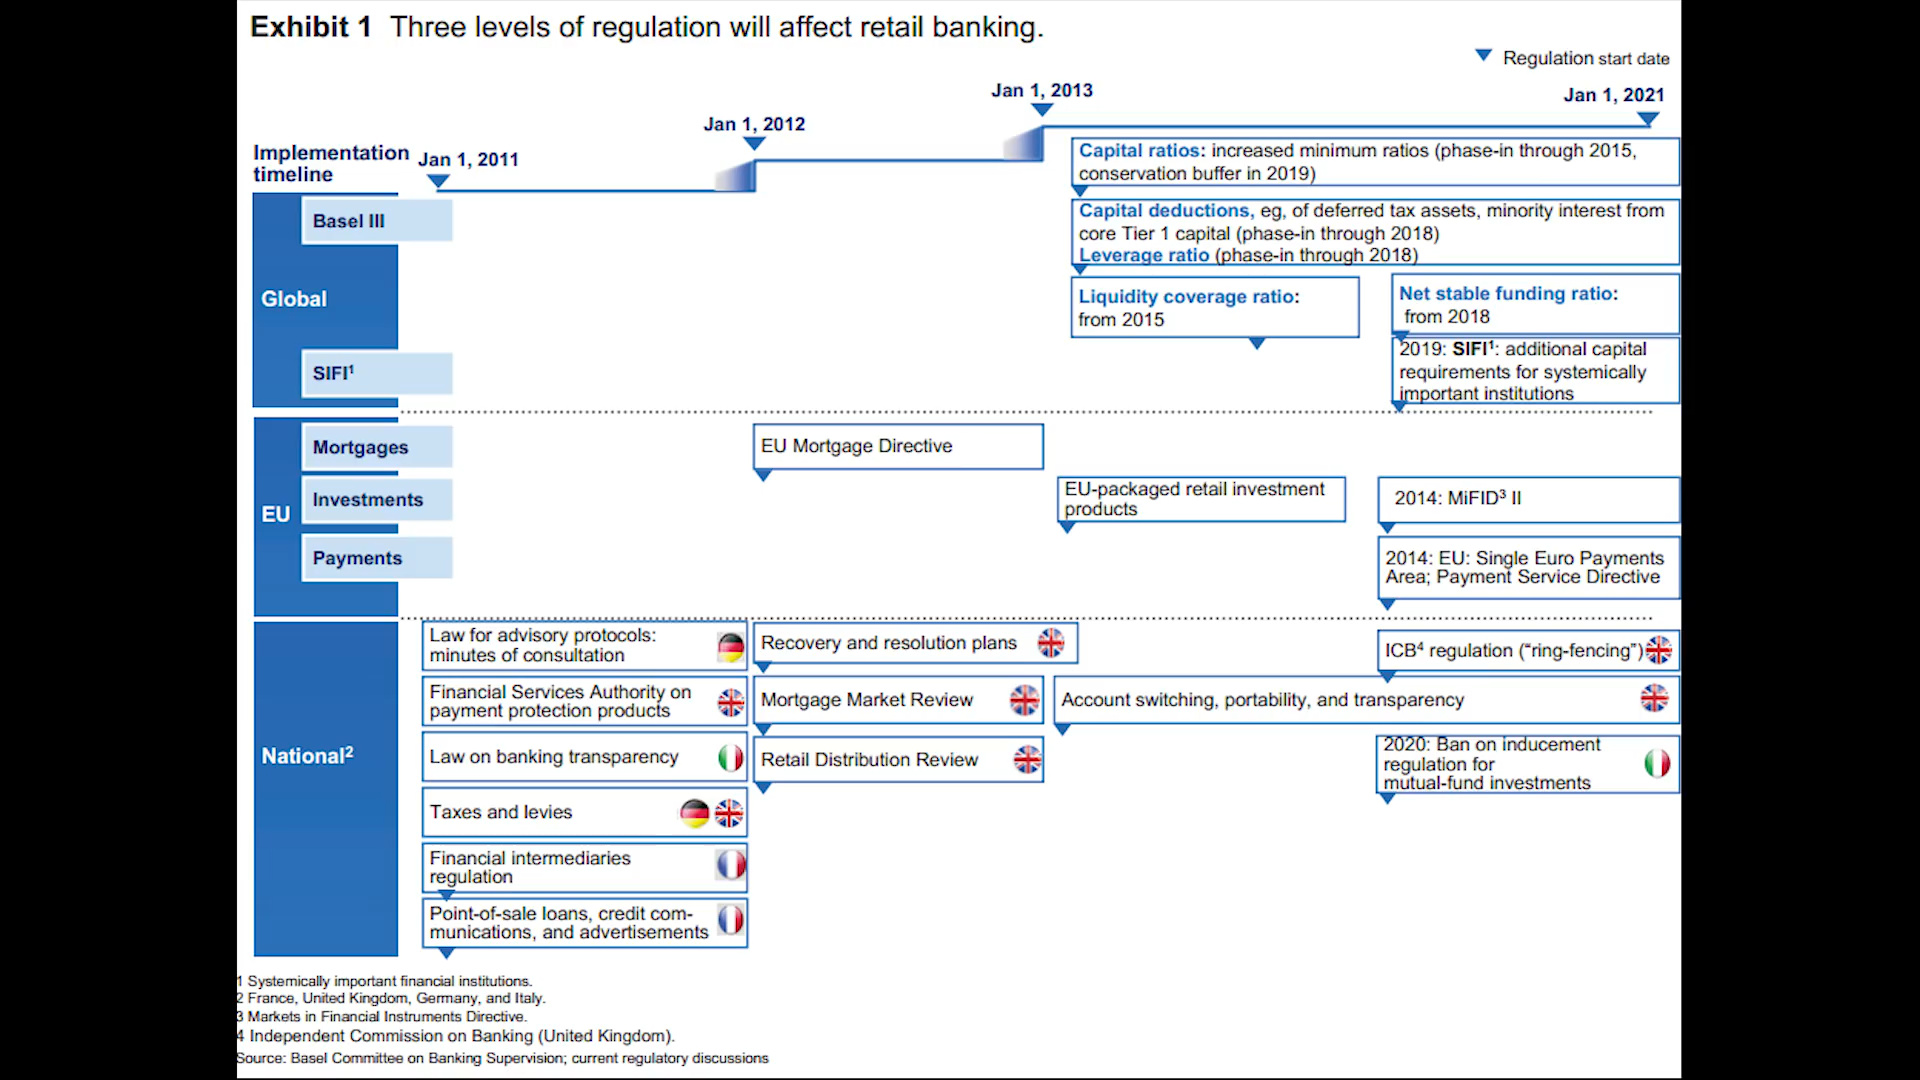 Exhibit 1 Three levels of regulation will affect retail banking.
Regulation start date
Jan 1, 2013
Jan 1, 2021
Jan 1, 2012
Implementation
timeline
Jan 1, 2011
Capital ratios: increased minimum ratios (phase-in through 2015,
conservation buffer in 2019)
Basel III
Capital deductions, eg, of deferred tax assets, minority interest from
core Tier 1 capital (phase-in through 2018)
Leverage ratio (phase-in through 2018)
Global
Liquidity coverage ratio:
from 2015
Net stable funding ratio:
from 2018
SIFI¹
2019: SIFI¹: additional capital
requirements for systemically
important institutions
EU
Mortgages
EU Mortgage Directive
Investments
EU-packaged retail investment
products
2014: MiFID³ II
Payments
2014: EU: Single Euro Payments
Area; Payment Service Directive
National²
Law for advisory protocols:
minutes of consultation
Recovery and resolution plans
ICB⁴ regulation (“ring-fencing”)
Financial Services Authority on
payment protection products
Mortgage Market Review
Account switching, portability, and transparency
Law on banking transparency
Retail Distribution Review
2020: Ban on inducement
regulation for
mutual-fund investments
Taxes and levies
Financial intermediaries
regulation
Point-of-sale loans, credit com-
munications, and advertisements
1 Systemically important financial institutions.
2 France, United Kingdom, Germany, and Italy.
3 Markets in Financial Instruments Directive.
4 Independent Commission on Banking (United Kingdom).
Source: Basel Committee on Banking Supervision; current regulatory discussions